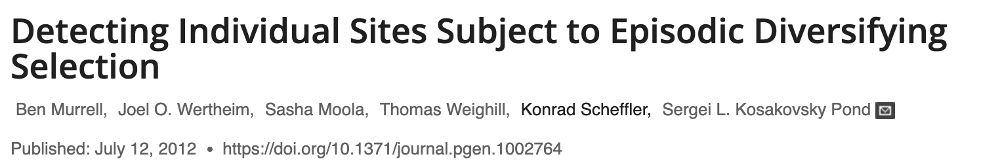 Detecting Individual Sites Subject to Episodic Diversifying
Selection
Ben Murrell, Joel O. Wertheim, Sasha Moola, Thomas Weighill, Konrad Scheffler, Sergei L. Kosakovsky Pond
Published: July 12, 2012 • https://doi.org/10.1371/journal.pgen.1002764